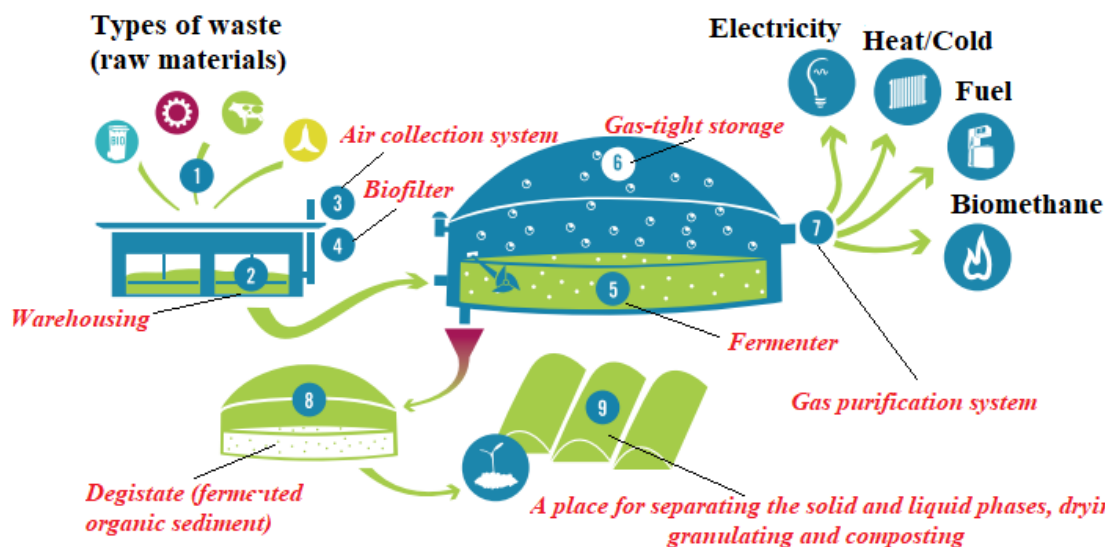 Types of waste
(raw materials)
Electricity
Heat/Cold
Fuel
Biomethane
BIO
1
Air collection system
3
Biofilter
4
2
Warehousing
Gas-tight storage
6
7
5
Fermenter
Gas purification system
8
9
Degistate (fermented
organic sediment)
A place for separating the solid and liquid phases, dryin
granulating and composting